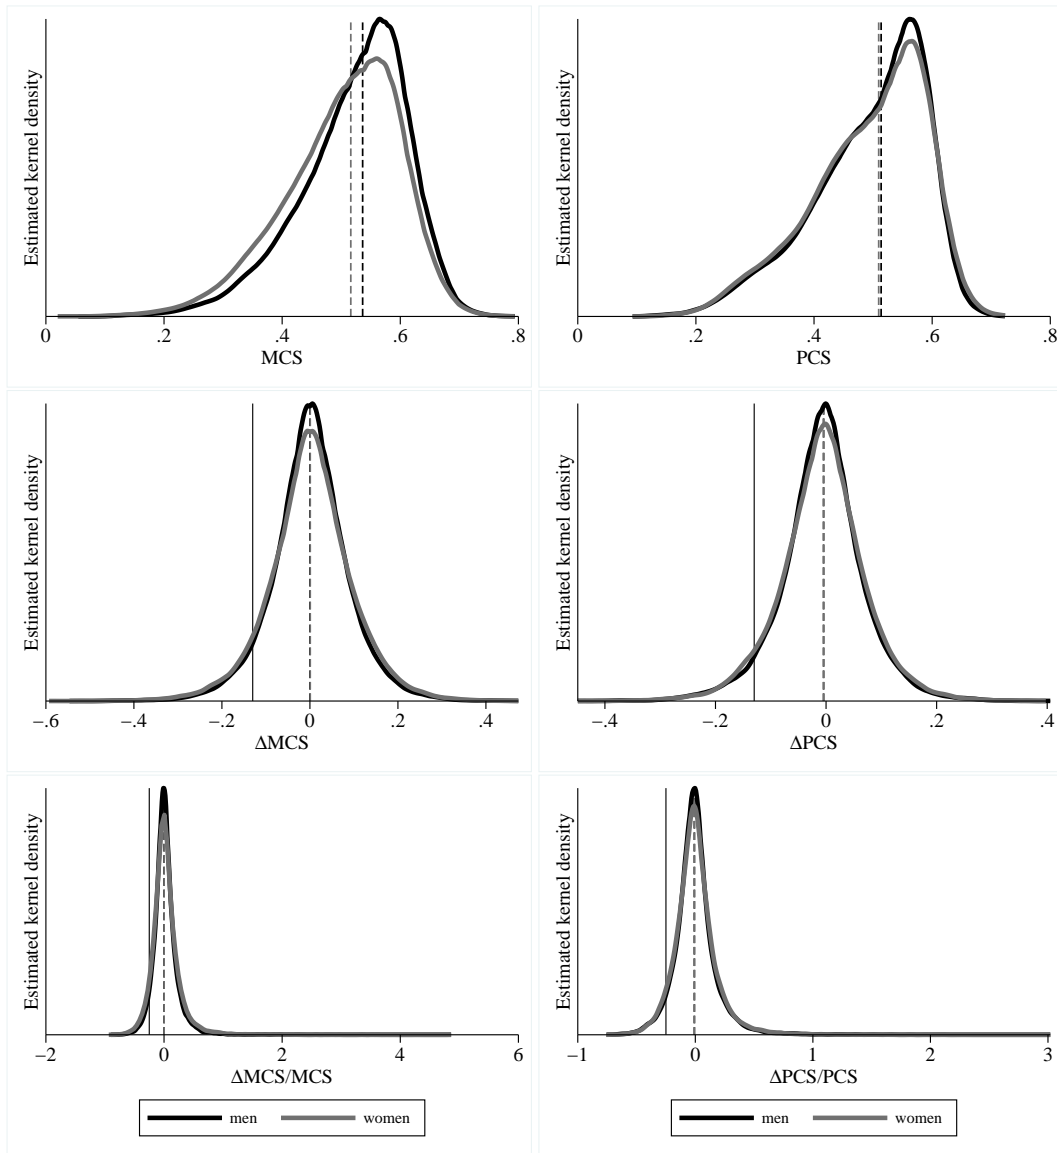 Estimated kernel density
0 .2 .4 .6 .8
MCS
Estimated kernel density
0 .2 .4 .6 .8
PCS
Estimated kernel density
−.6 −.4 −.2 0 .2 .4
ΔMCS
Estimated kernel density
−.4 −.2 0 .2 .4
ΔPCS
Estimated kernel density
−2 0 2 4 6
ΔMCS/MCS
men women
Estimated kernel density
−1 0 1 2 3
ΔPCS/PCS
men women